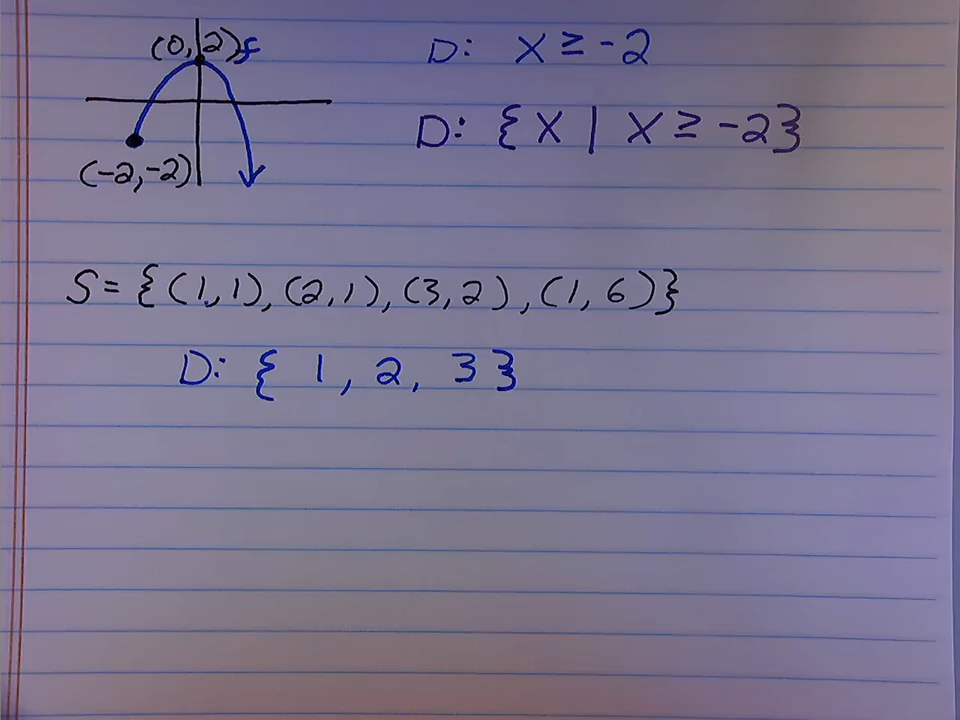 (0,2) f
D: x ≥ -2
D: {x | x ≥ -2}
(-2,-2)
S = {(1,1), (2,1), (3,2), (1,6)}
D: {1, 2, 3}